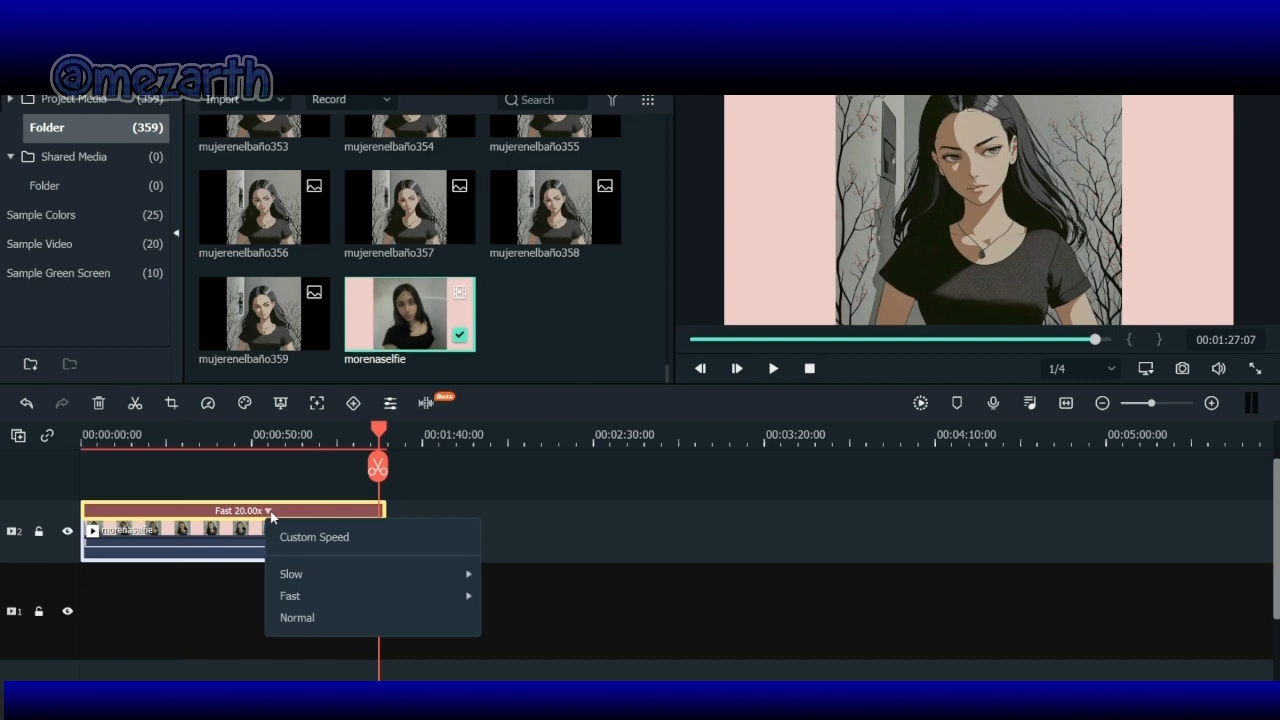 @mezarth
Project Media (359)
Import
Record
Search
Folder (359)
Shared Media (0)
Folder (0)
Sample Colors (25)
Sample Video (20)
Sample Green Screen (10)
mujerenelbaño353
mujerenelbaño354
mujerenelbaño355
mujerenelbaño356
mujerenelbaño357
mujerenelbaño358
mujerenelbaño359
morenaselfie
00:01:27:07
1/4
Beta
00:00:00:00
00:00:50:00
00:01:40:00
00:02:30:00
00:03:20:00
00:04:10:00
00:05:00:00
Fast 20.00x
2
morenaselfie
Custom Speed
Slow
Fast
Normal
1